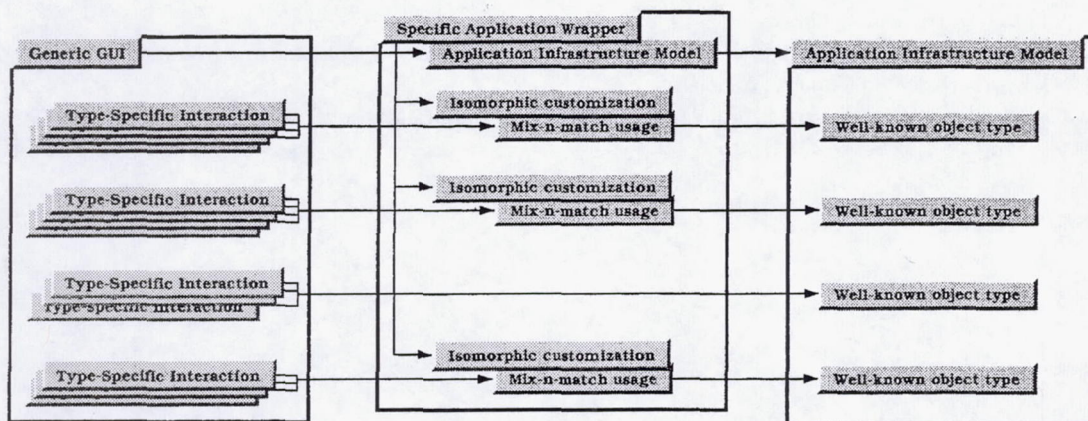 Specific Application Wrapper
Generic GUI
Application Infrastructure Model
Application Infrastructure Model
Type-Specific Interaction
Isomorphic customization
Mix-n-match usage
Well-known object type
Type-Specific Interaction
Isomorphic customization
Mix-n-match usage
Well-known object type
Type-Specific Interaction
Type-Specific Interaction
Well-known object type
Type-Specific Interaction
Isomorphic customization
Mix-n-match usage
Well-known object type